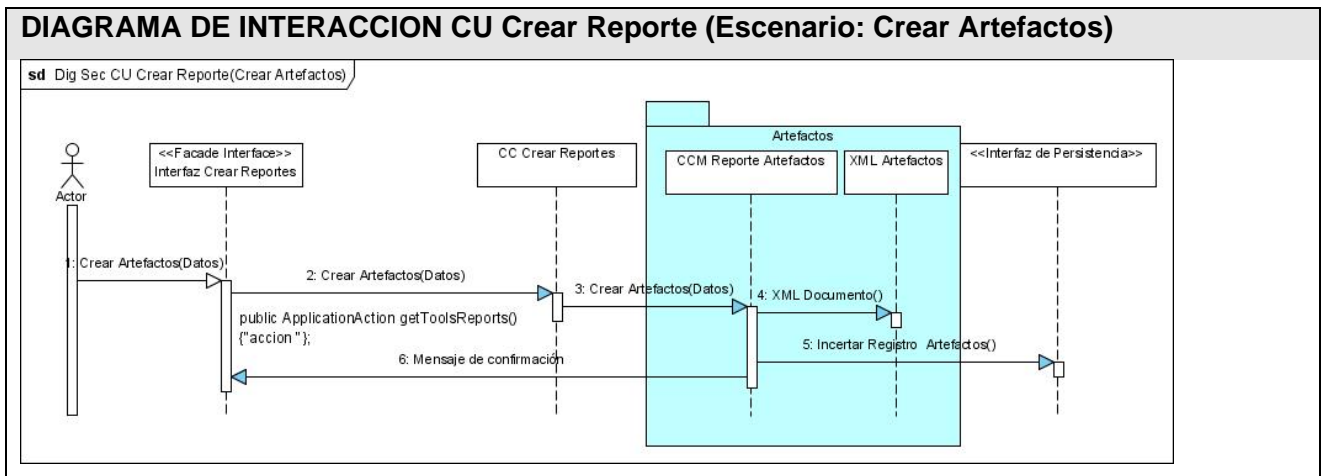 DIAGRAMA DE INTERACCION CU Crear Reporte (Escenario: Crear Artefactos)
sd Dig Sec CU Crear Reporte(Crear Artefactos)
Artefactos
Actor
<<Facade Interface>>
Interfaz Crear Reportes
CC Crear Reportes
CCM Reporte Artefactos
XML Artefactos
<<Interfaz de Persistencia>>
1: Crear Artefactos(Datos)
2: Crear Artefactos(Datos)
3: Crear Artefactos(Datos)
4: XML Documento()
public ApplicationAction getToolsReports()
{"accion"};
5: Incertar Registro Artefactos()
6: Mensaje de confirmación